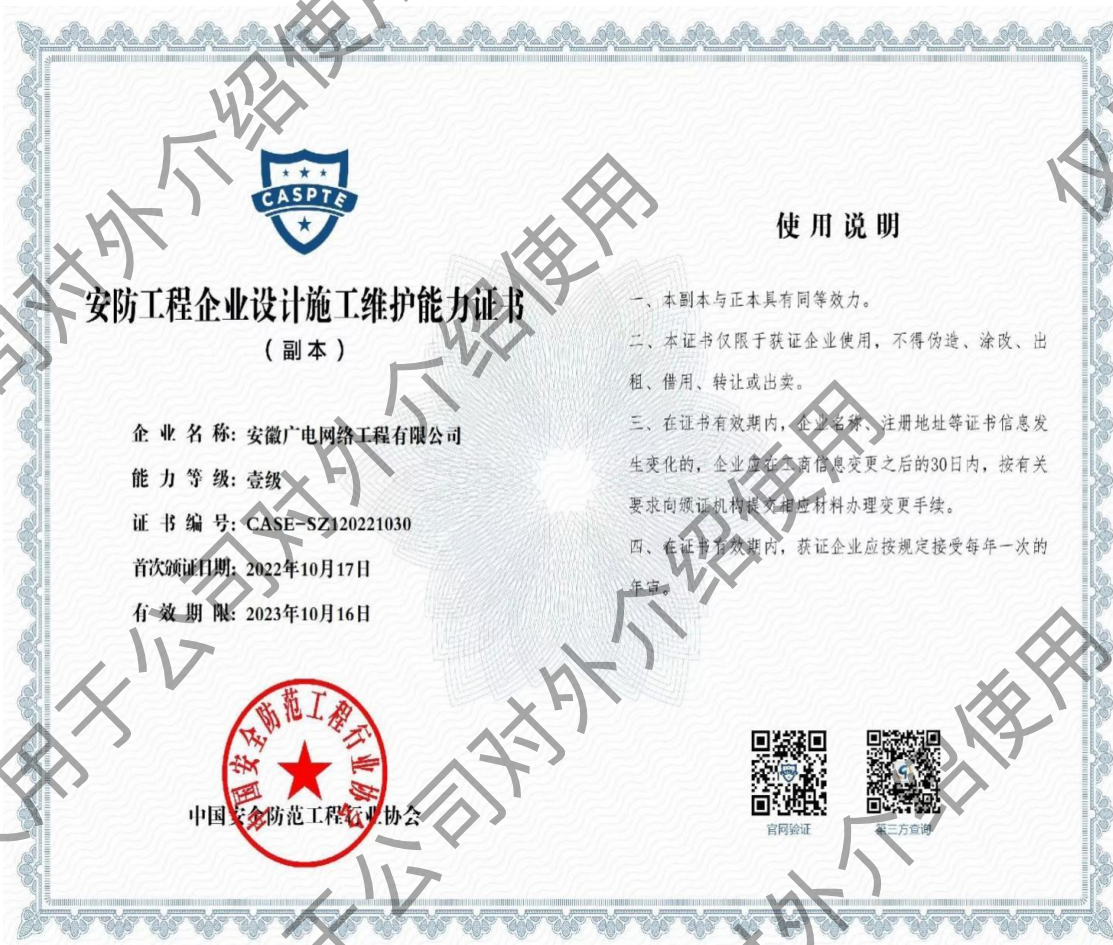 CASPTE
安防工程企业设计施工维护能力证书
（副本）
企业名称：安徽广电网络工程有限公司
能力等级：壹级
证书编号：CASE-SZ120221030
首次颁证日期：2022年10月17日
有效期限：2023年10月16日
中国安全防范工程行业协会
中国安全防范工程行业协会
使用说明
一、本副本与正本具有同等效力。
二、本证书仅限于获证企业使用，不得伪造、涂改、出
租、借用、转让或出卖。
三、在证书有效期内，企业名称、注册地址等证书信息发
生变化的，企业应在工商信息变更之后的30日内，按有关
要求向颁证机构提交相应材料办理变更手续。
四、在证书有效期内，获证企业应按规定接受每年一次的
年审。
官网验证
第三方查询
仅用于公司对外介绍使用